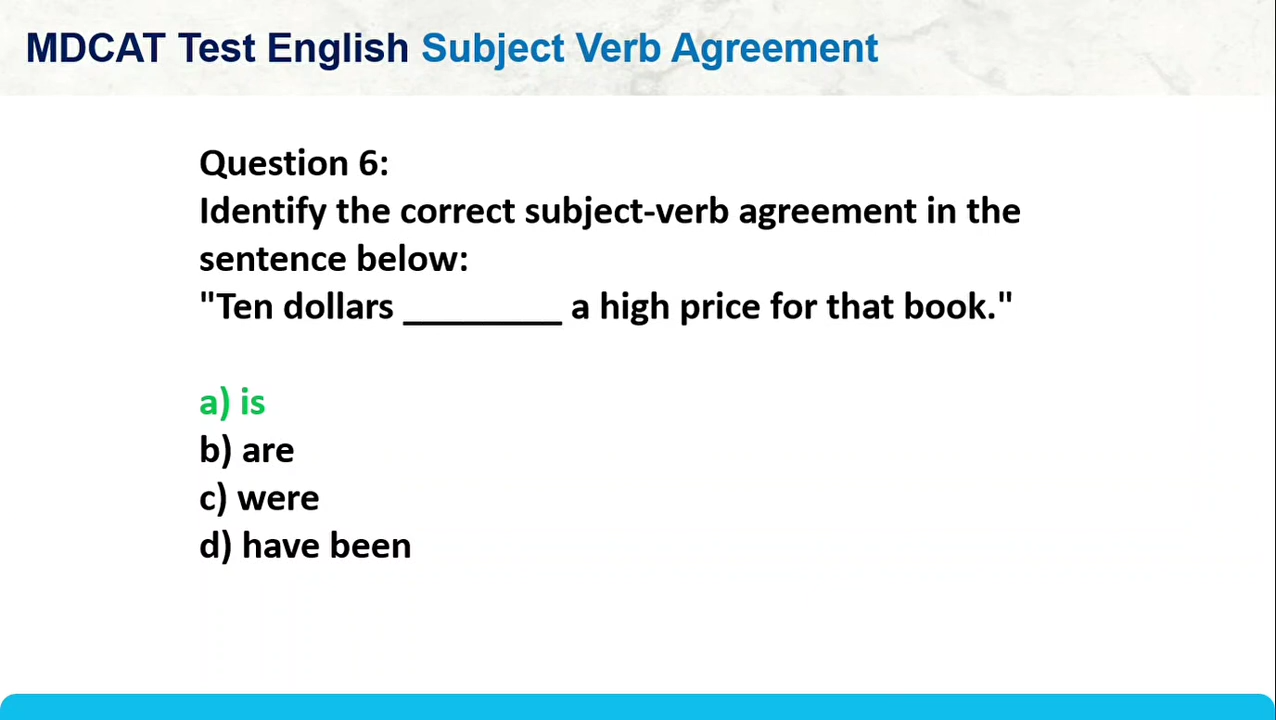 MDCAT Test English Subject Verb Agreement
Question 6:
Identify the correct subject-verb agreement in the
sentence below:
"Ten dollars ________ a high price for that book."
a) is
b) are
c) were
d) have been